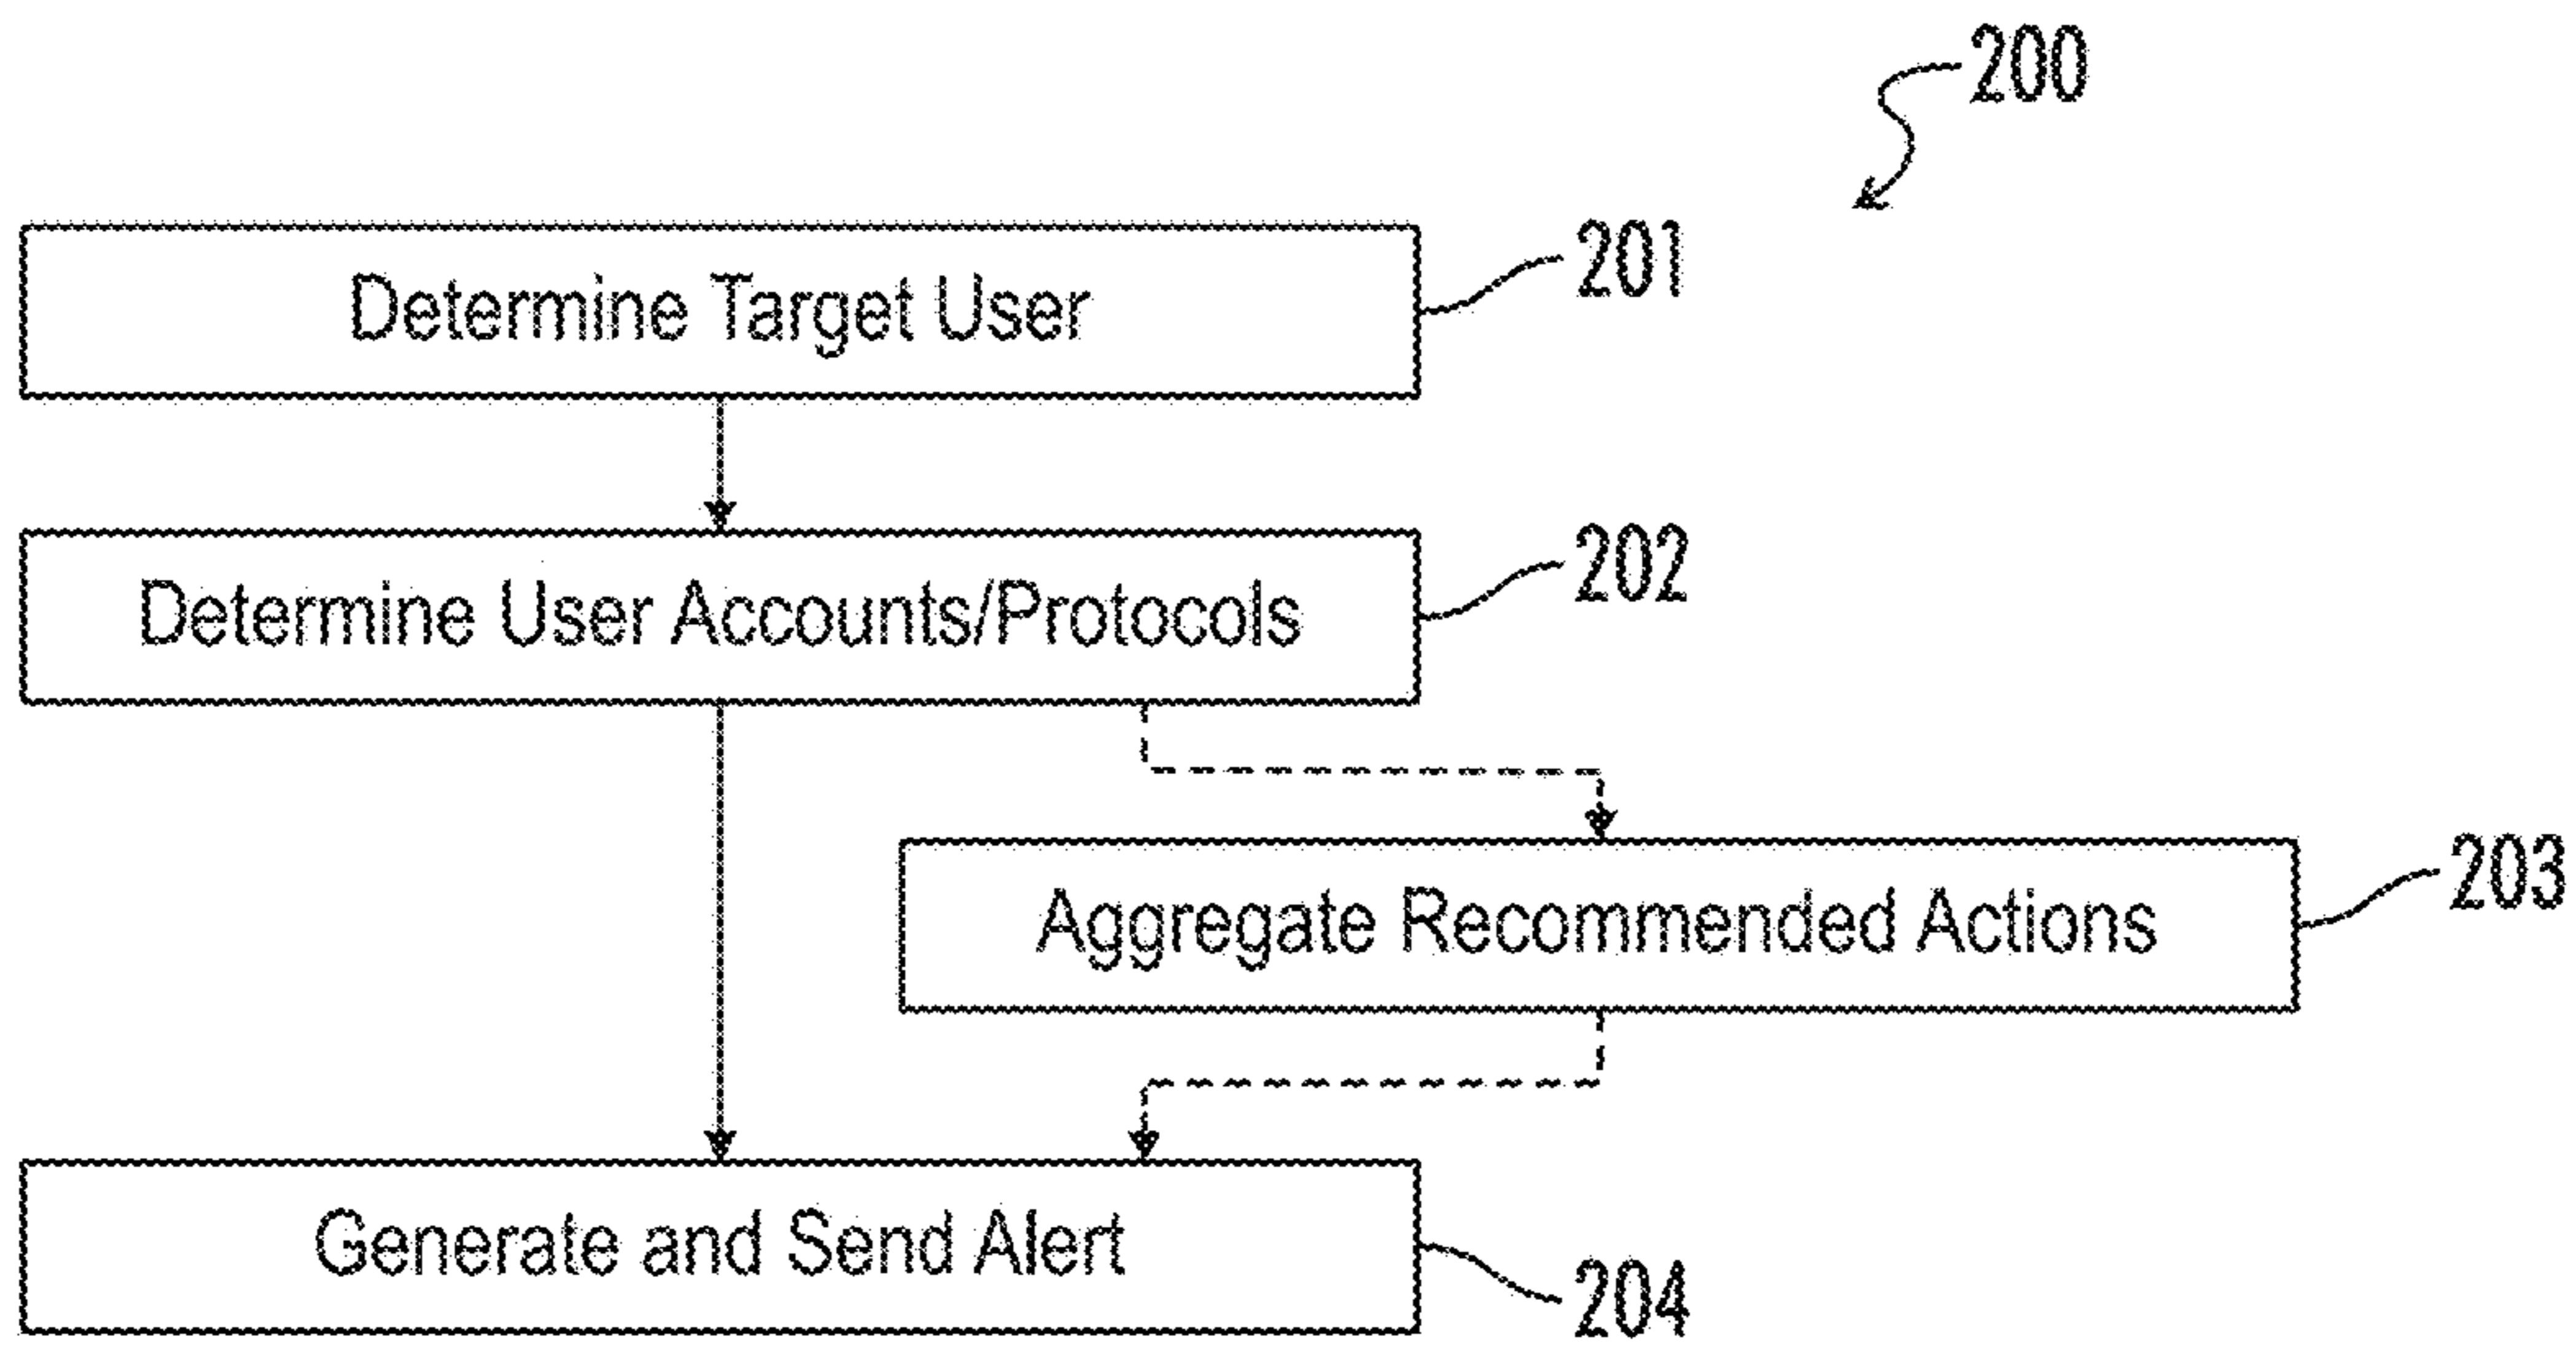 200
Determine Target User
201
Determine User Accounts/Protocols
202
Aggregate Recommended Actions
203
Generate and Send Alert
204